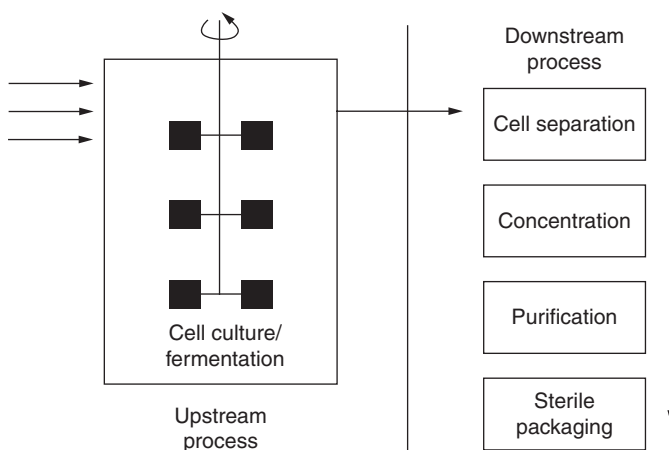 Cell culture/
fermentation
Upstream
process
Downstream
process
Cell separation
Concentration
Purification
Sterile
packaging